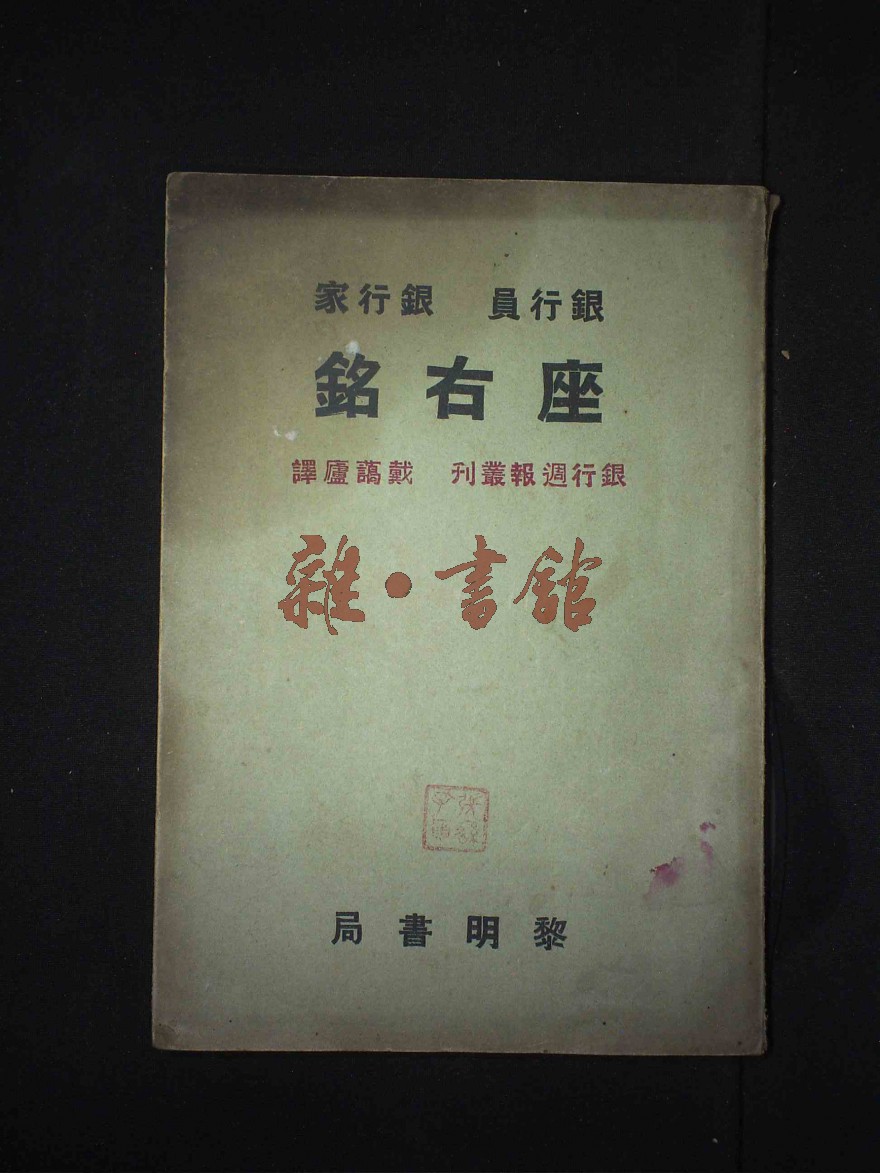 銀行員 銀行家
座右銘
銀行週報叢刊 戴藹廬譯
雜·書館
黎明書局